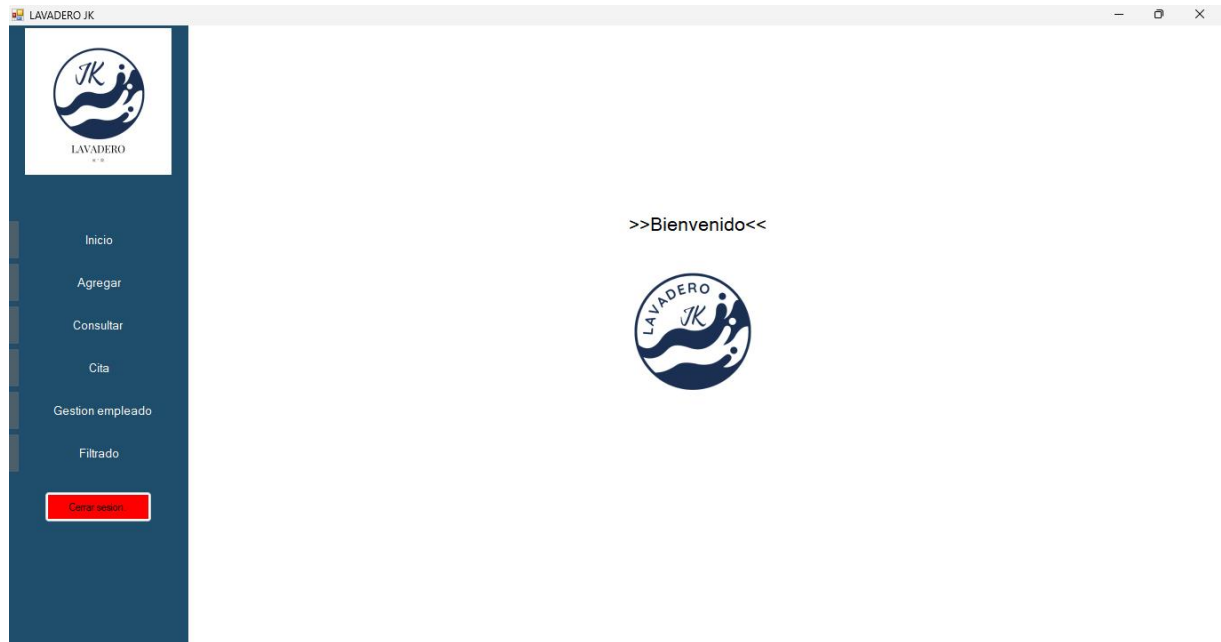 LAVADERO JK
JK
LAVADERO
Inicio
Agregar
Consultar
Cita
Gestion empleado
Filtrado
Cerrar sesion
>>Bienvenido<<
LAVADERO
JK